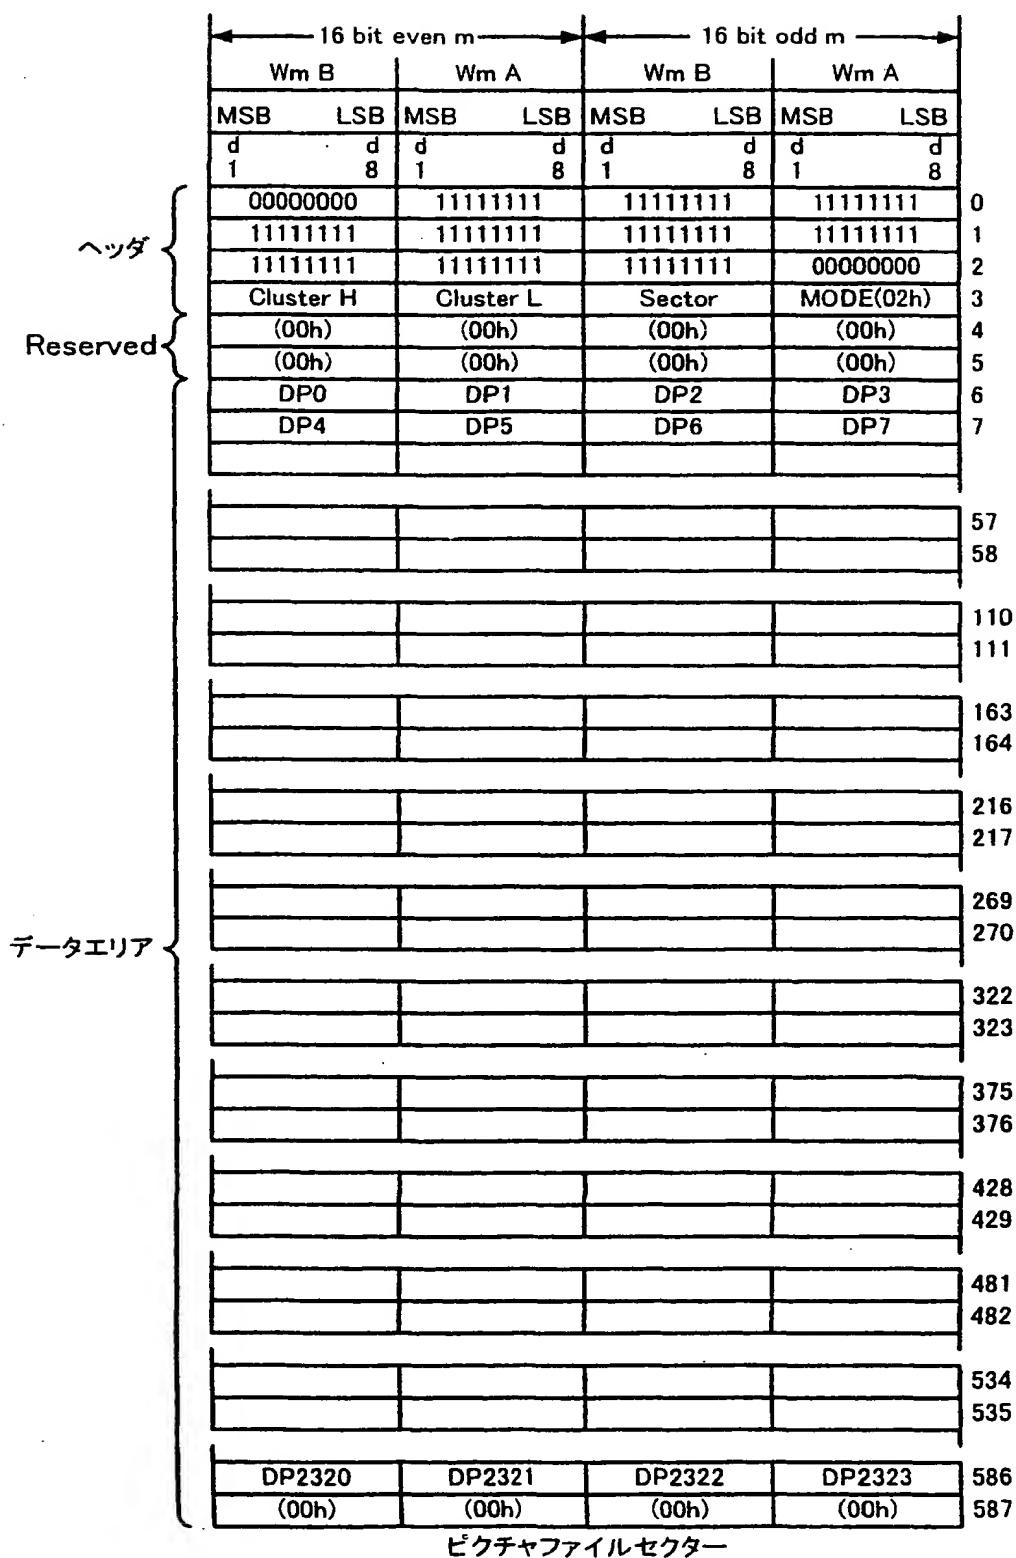 16 bit even m 16 bit odd m
Wm B Wm A Wm B Wm A
MSB LSB MSB LSB MSB LSB MSB LSB
d d d d d d d d
1 8 1 8 1 8 1 8
00000000 11111111 11111111 11111111 0
ヘッダ
11111111 11111111 11111111 11111111 1
11111111 11111111 11111111 00000000 2
Cluster H Cluster L Sector MODE(02h) 3
Reserved
(00h) (00h) (00h) (00h) 4
(00h) (00h) (00h) (00h) 5
DP0 DP1 DP2 DP3 6
DP4 DP5 DP6 DP7 7
57
58
110
111
163
164
216
217
269
270
データエリア
322
323
375
376
428
429
481
482
534
535
DP2320 DP2321 DP2322 DP2323 586
(00h) (00h) (00h) (00h) 587
ピクチャファイルセクター